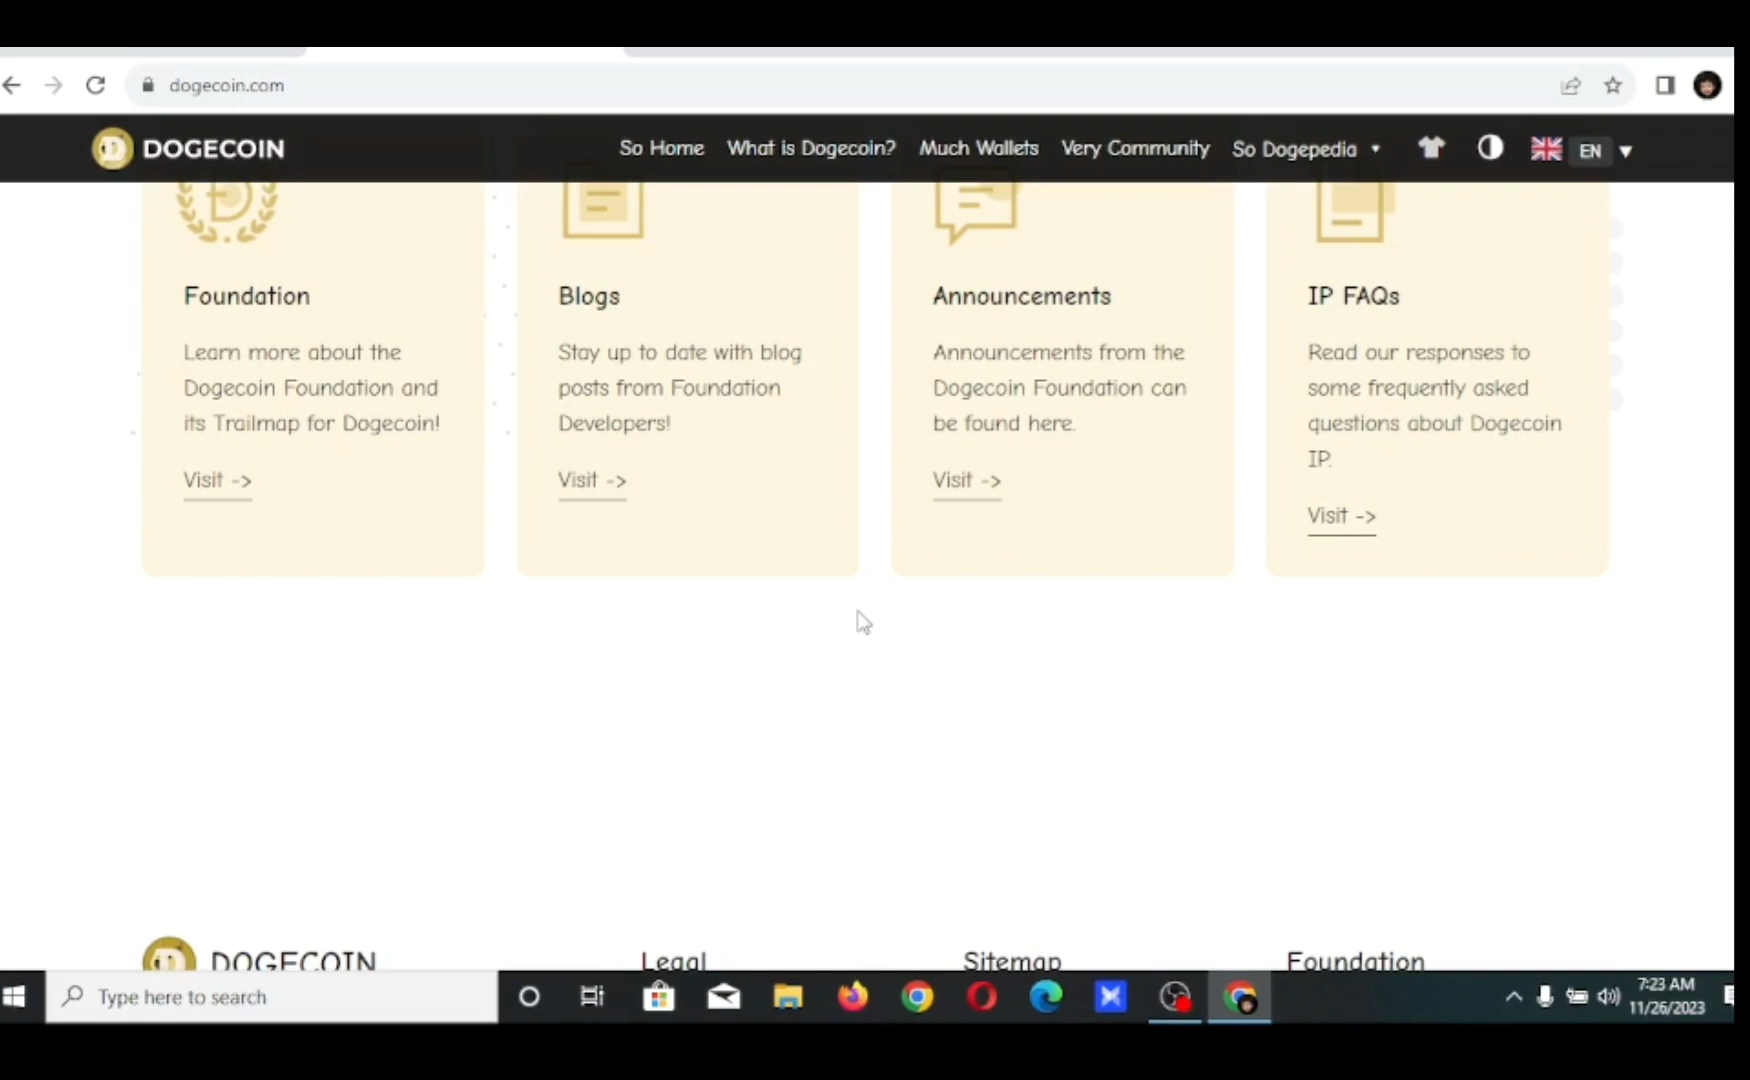 dogecoin.com
DOGECOIN So Home What is Dogecoin? Much Wallets Very Community So Dogepedia EN
Foundation
Learn more about the
Dogecoin Foundation and
its Trailmap for Dogecoin!
Visit ->
Blogs
Stay up to date with blog
posts from Foundation
Developers!
Visit ->
Announcements
Announcements from the
Dogecoin Foundation can
be found here.
Visit ->
IP FAQs
Read our responses to
some frequently asked
questions about Dogecoin
IP.
Visit ->
DOGECOIN Legal Sitemap Foundation
Type here to search
7:23 AM
11/26/2023